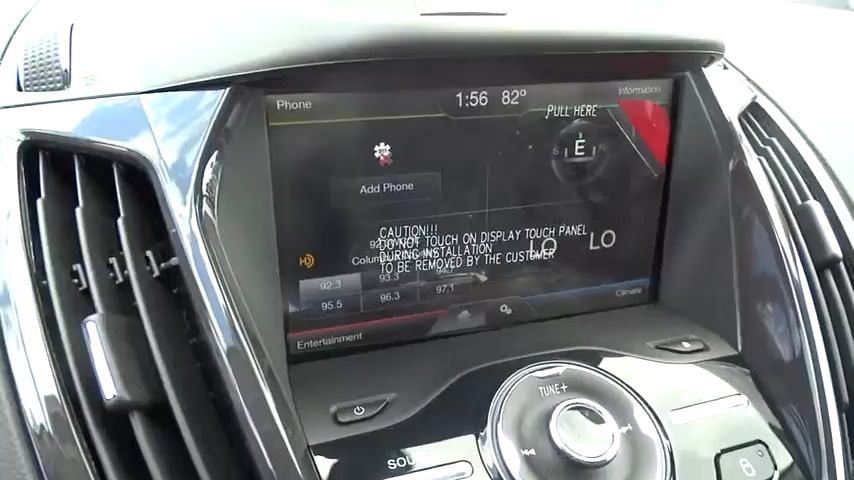 Phone
1:56 82°
Information
PULL HERE
S E N
Add Phone
CAUTION!!!
DO NOT TOUCH ON DISPLAY TOUCH PANEL
DURING INSTALLATION
TO BE REMOVED BY THE CUSTOMER
LO LO
92.3 93.3 94.7
95.5 96.3 97.1
Entertainment
Climate
TUNE+